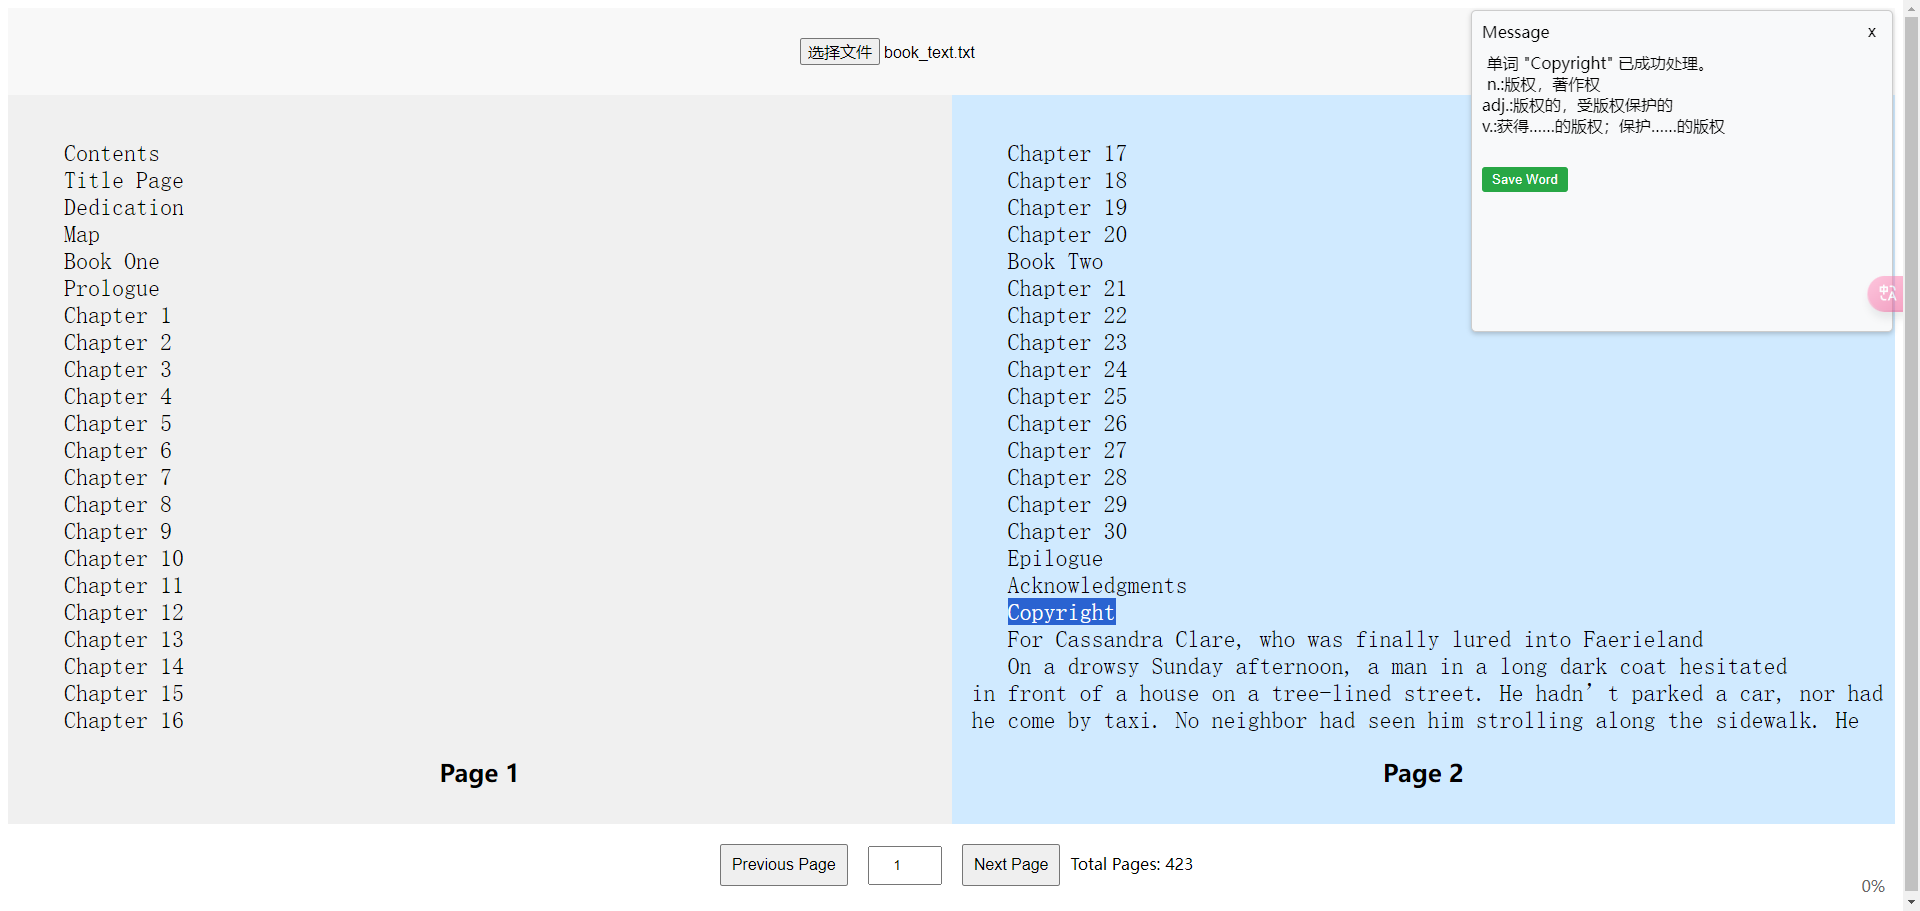 选择文件 book_text.txt
Message x
单词 "Copyright" 已成功处理。
n.:版权，著作权
adj.:版权的，受版权保护的
v.:获得……的版权；保护……的版权
Save Word
Contents
Title Page
Dedication
Map
Book One
Prologue
Chapter 1
Chapter 2
Chapter 3
Chapter 4
Chapter 5
Chapter 6
Chapter 7
Chapter 8
Chapter 9
Chapter 10
Chapter 11
Chapter 12
Chapter 13
Chapter 14
Chapter 15
Chapter 16
Page 1
Chapter 17
Chapter 18
Chapter 19
Chapter 20
Book Two
Chapter 21
Chapter 22
Chapter 23
Chapter 24
Chapter 25
Chapter 26
Chapter 27
Chapter 28
Chapter 29
Chapter 30
Epilogue
Acknowledgments
Copyright
For Cassandra Clare, who was finally lured into Faerieland
On a drowsy Sunday afternoon, a man in a long dark coat hesitated
in front of a house on a tree-lined street. He hadn’t parked a car, nor had
he come by taxi. No neighbor had seen him strolling along the sidewalk. He
Page 2
Previous Page 1 Next Page Total Pages: 423
0%